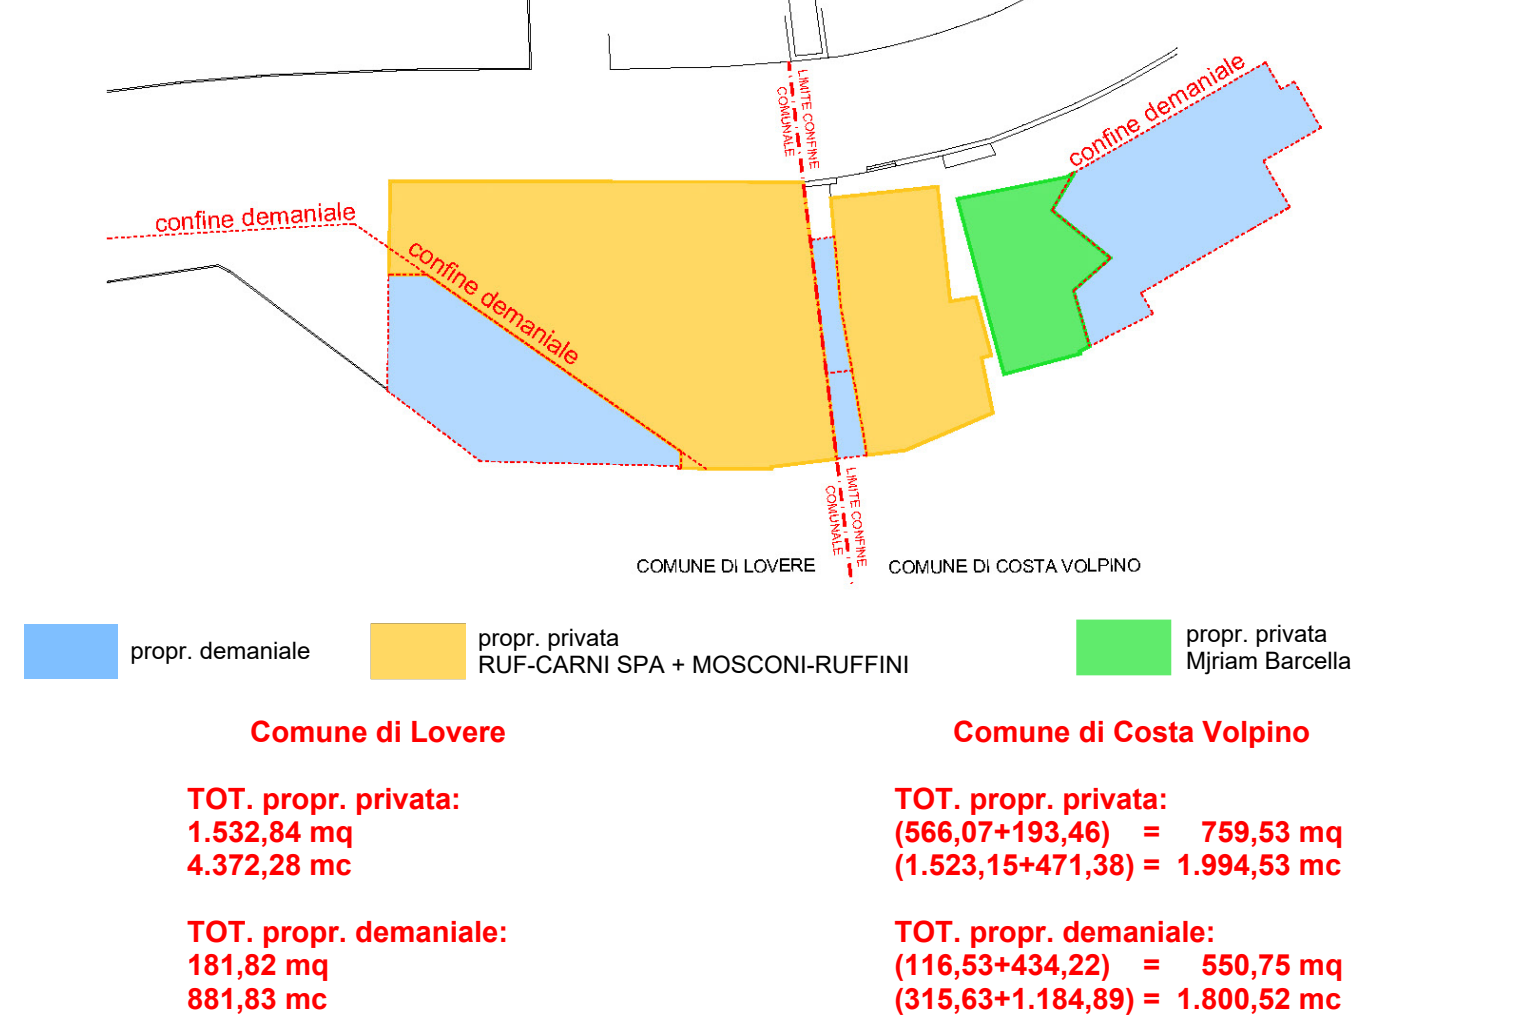 LIMITE CONFINE
COMUNALE
confine demaniale
confine demaniale
confine demaniale
LIMITE CONFINE
COMUNALE
COMUNE DI LOVERE
COMUNE DI COSTA VOLPINO
propr. demaniale
propr. privata
RUF-CARNI SPA + MOSCONI-RUFFINI
propr. privata
Mjriam Barcella
Comune di Lovere
TOT. propr. privata:
1.532,84 mq
4.372,28 mc
TOT. propr. demaniale:
181,82 mq
881,83 mc
Comune di Costa Volpino
TOT. propr. privata:
(566,07+193,46) = 759,53 mq
(1.523,15+471,38) = 1.994,53 mc
TOT. propr. demaniale:
(116,53+434,22) = 550,75 mq
(315,63+1.184,89) = 1.800,52 mc